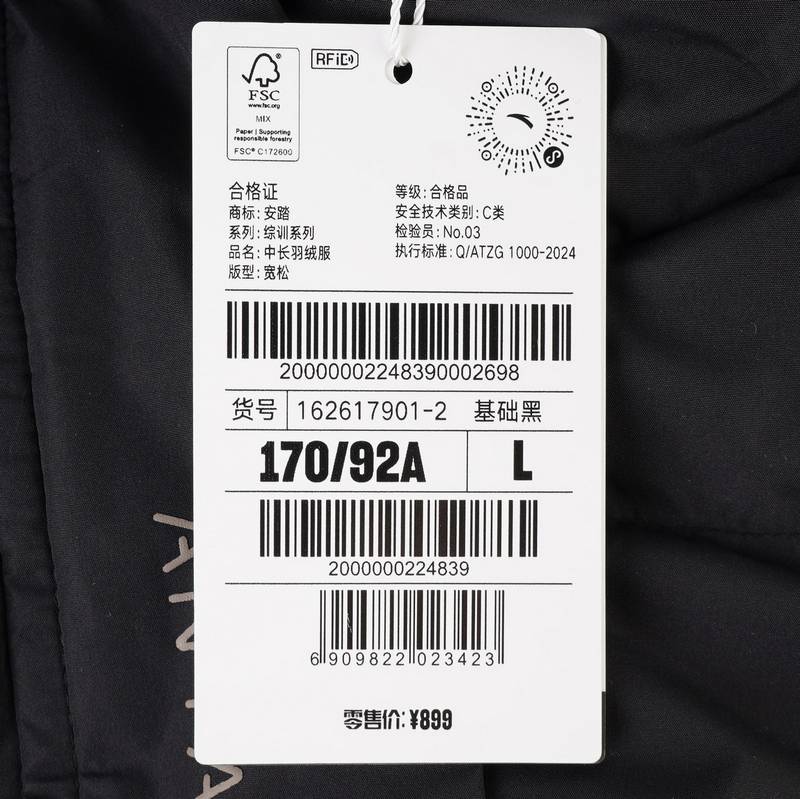 RFiD
FSC
www.fsc.org
MIX
Paper | Supporting
responsible forestry
FSC® C172600
合格证
商标: 安踏
系列: 综训系列
品名: 中长羽绒服
版型: 宽松
等级: 合格品
安全技术类别: C类
检验员: No.03
执行标准: Q/ATZG 1000-2024
20000002248390002698
货号 162617901-2 基础黑
170/92A L
2000000224839
6 909822 023423
零售价: ¥899
ANTA